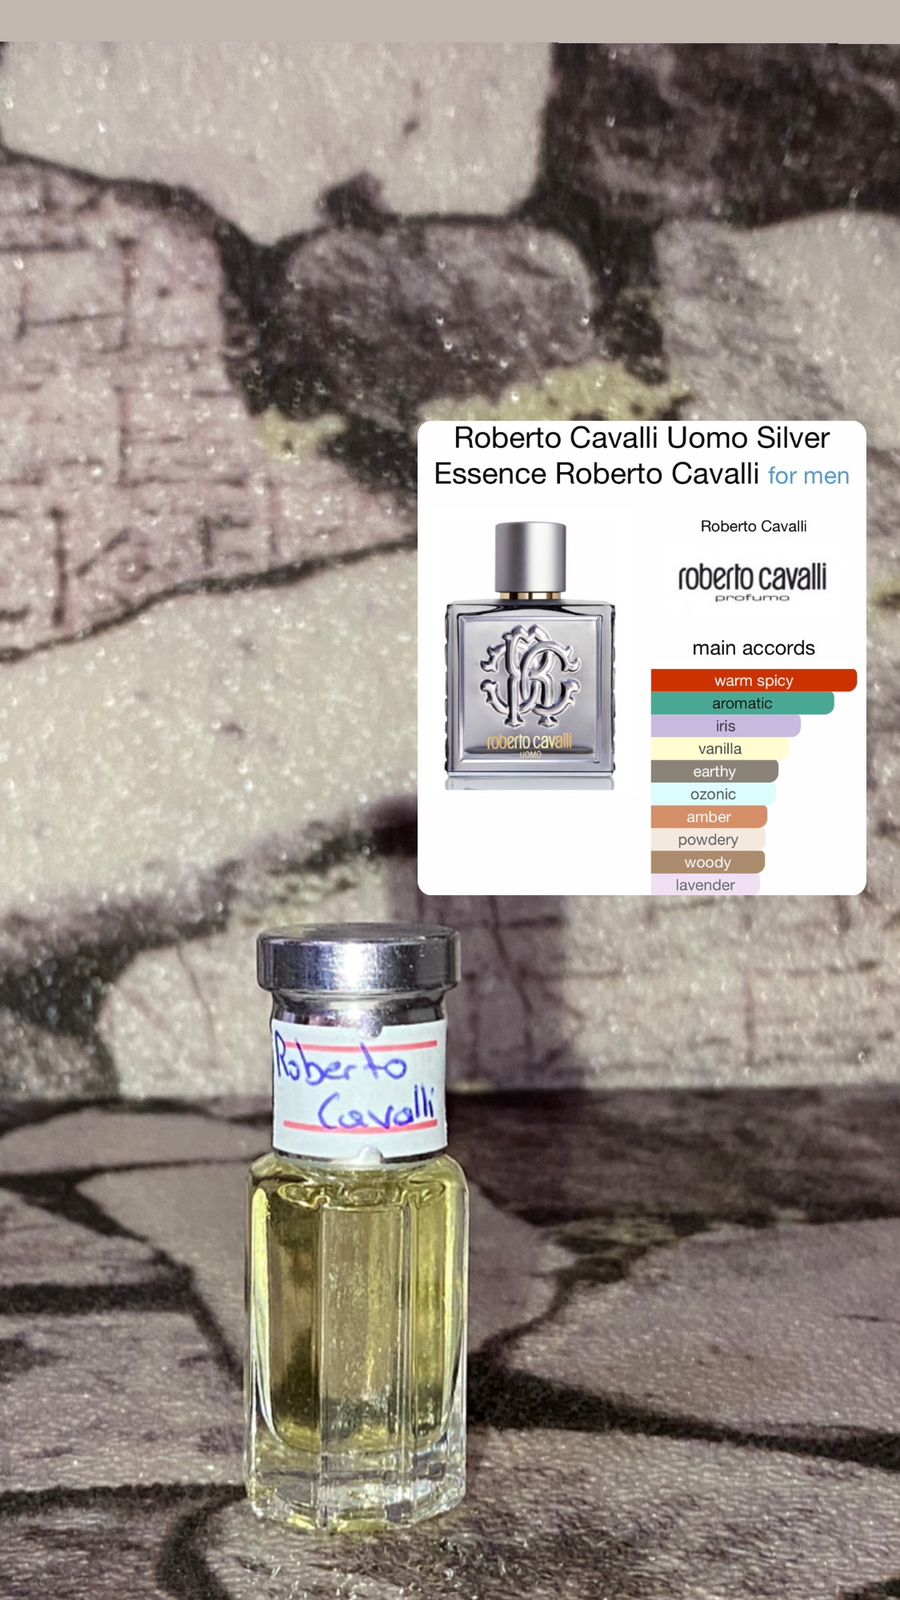 Roberto Cavalli Uomo Silver
Essence Roberto Cavalli for men
Roberto Cavalli
roberto cavalli
profumo
main accords
warm spicy
aromatic
iris
vanilla
earthy
ozonic
amber
powdery
woody
lavender
roberto cavalli
UOMO
Roberto
Cavalli